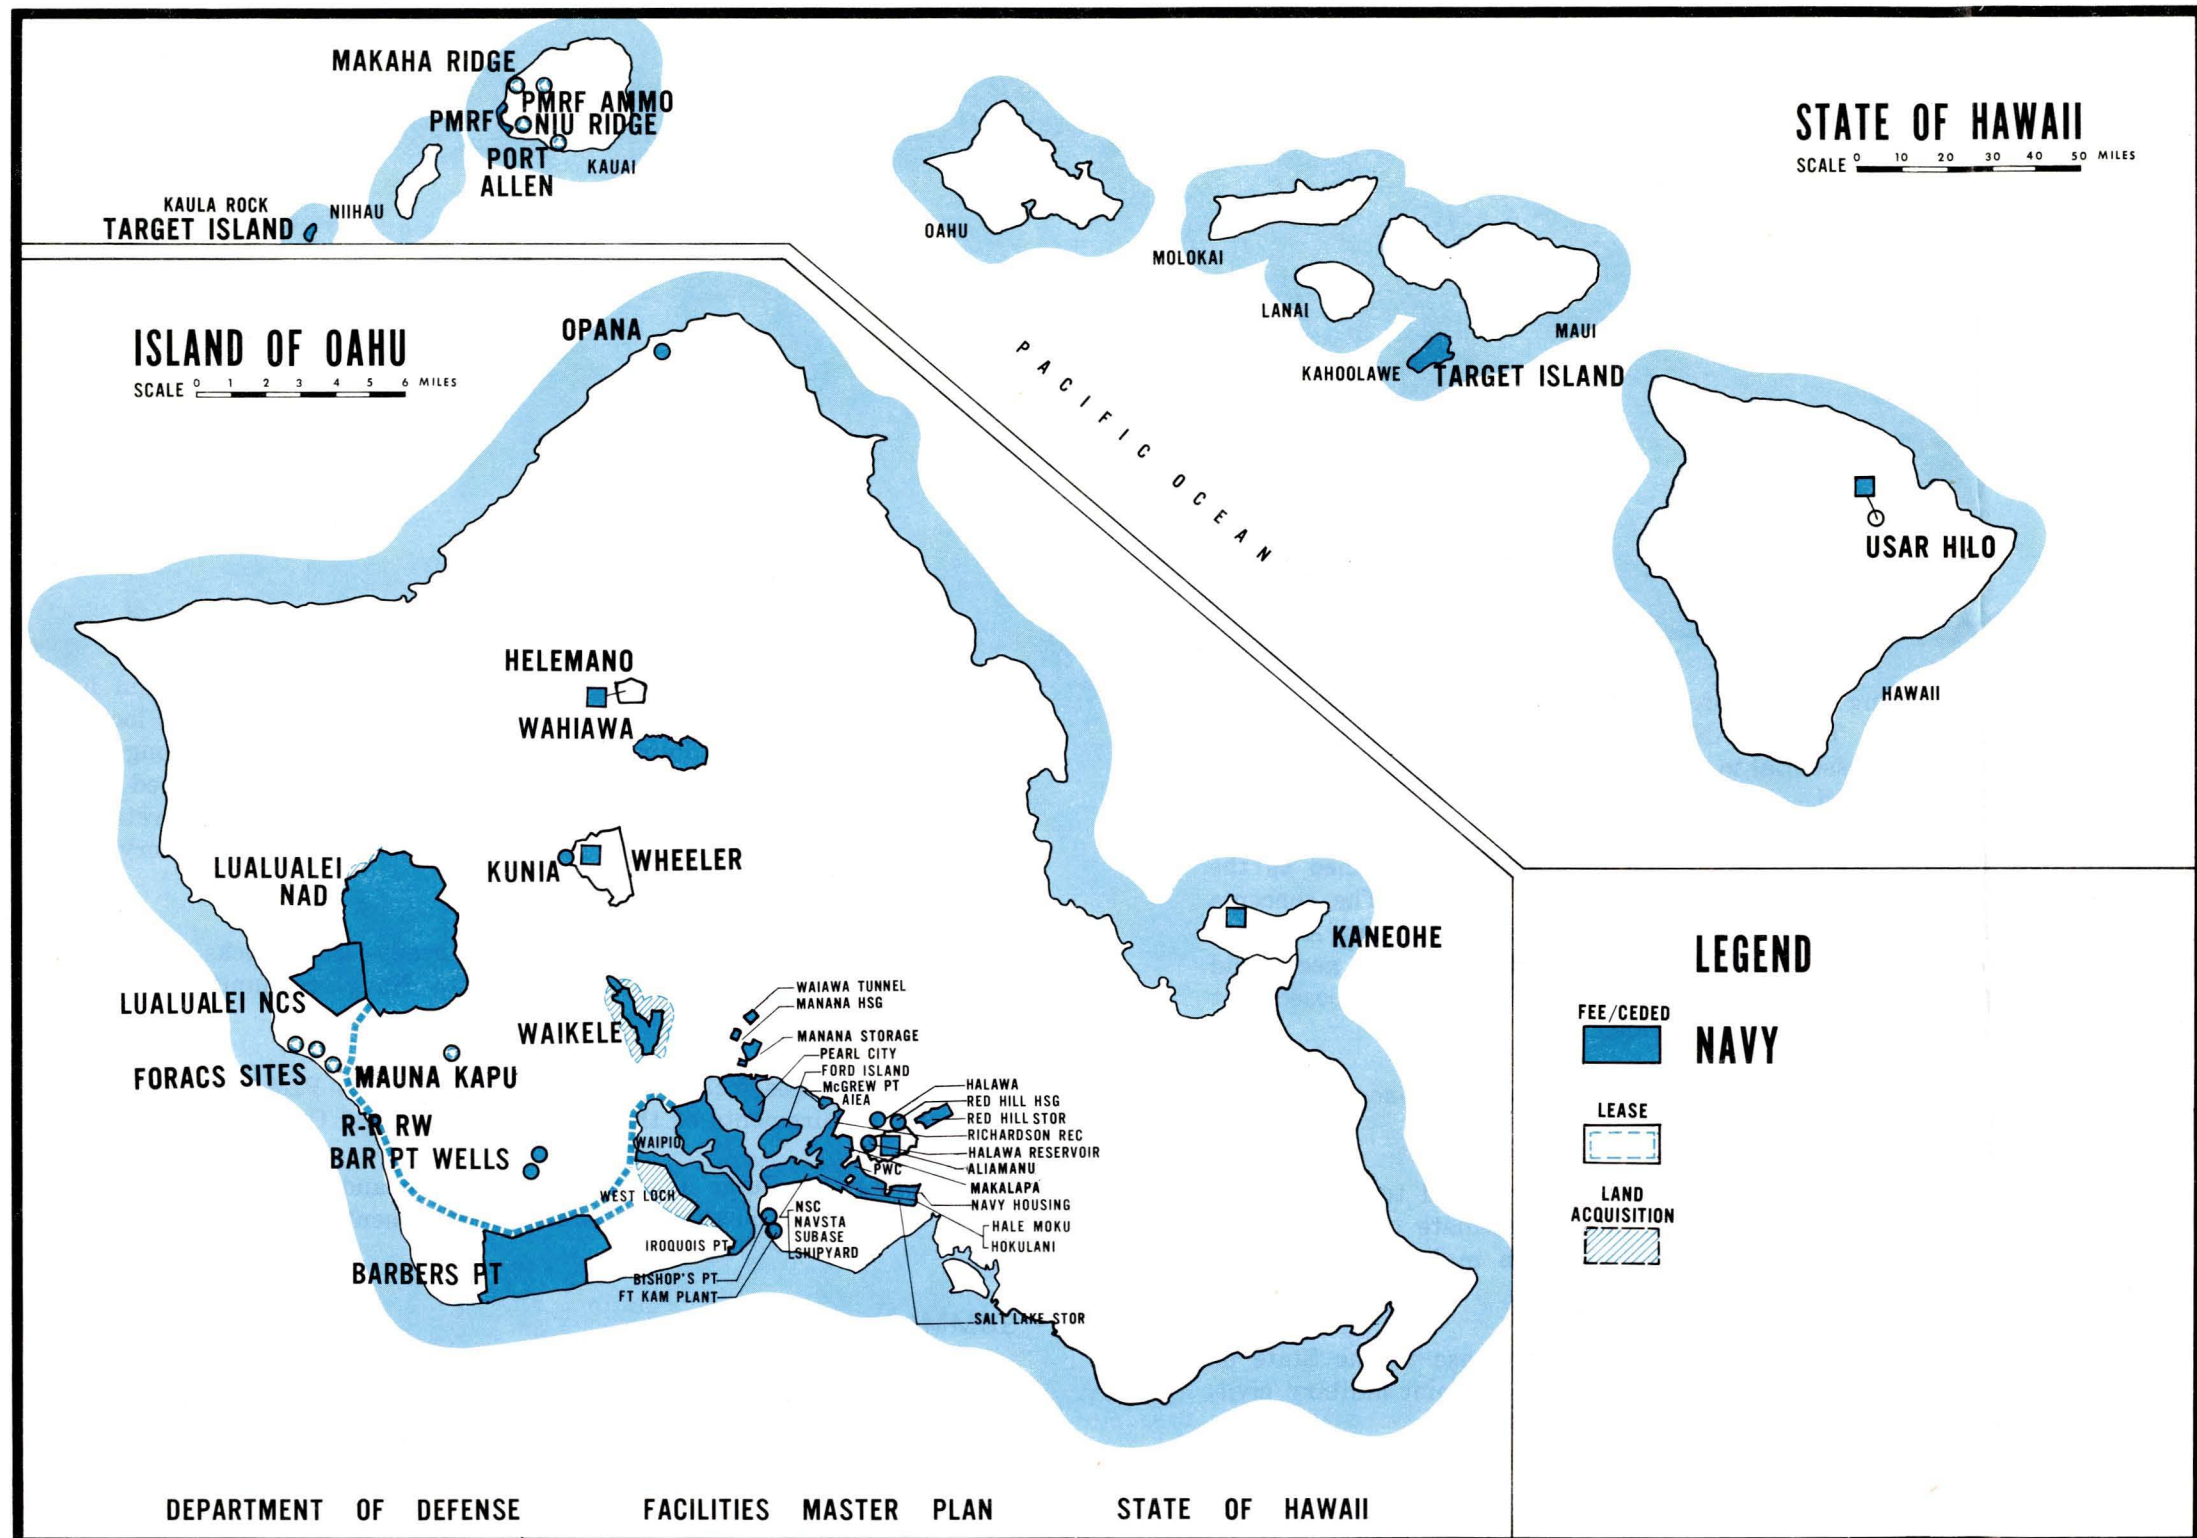 MAKAHA RIDGE
PMRF AMMO
PMRF
NIU RIDGE
PORT
ALLEN
KAUAI
KAULA ROCK
TARGET ISLAND
NIIHAU
OAHU
MOLOKAI
LANAI
MAUI
KAHOOLAWE
TARGET ISLAND
STATE OF HAWAII
SCALE 0 10 20 30 40 50 MILES
PACIFIC OCEAN
USAR HILO
HAWAII
ISLAND OF OAHU
SCALE 0 1 2 3 4 5 6 MILES
OPANA
HELEMANO
WAHIAWA
KUNIA
WHEELER
LUALUALEI
NAD
LUALUALEI NCS
FORACS SITES
MAUNA KAPU
WAIKELE
R-R RW
BAR PT WELLS
BARBERS PT
KANEOHE
WAIAWA TUNNEL
MANANA HSG
MANANA STORAGE
PEARL CITY
FORD ISLAND
McGREW PT
AIEA
HALAWA
RED HILL HSG
RED HILL STOR
RICHARDSON REC
HALAWA RESERVOIR
ALIAMANU
PWC
MAKALAPA
NAVY HOUSING
HALE MOKU
HOKULANI
WAIPIO
WEST LOCH
IROQUOIS PT
NSC
NAVSTA
SUBASE
SHIPYARD
BISHOP'S PT
FT KAM PLANT
SALT LAKE STOR
LEGEND
FEE/CEDED
NAVY
LEASE
LAND
ACQUISITION
DEPARTMENT OF DEFENSE FACILITIES MASTER PLAN STATE OF HAWAII